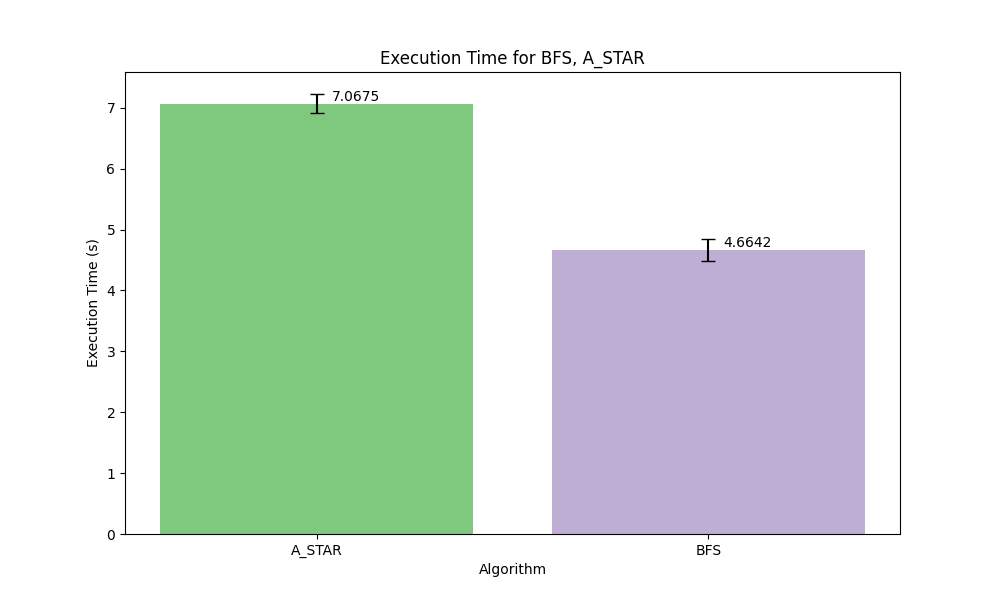 Execution Time for BFS, A_STAR
7.0675
4.6642
7
6
5
4
3
2
1
0
Execution Time (s)
A_STAR
BFS
Algorithm